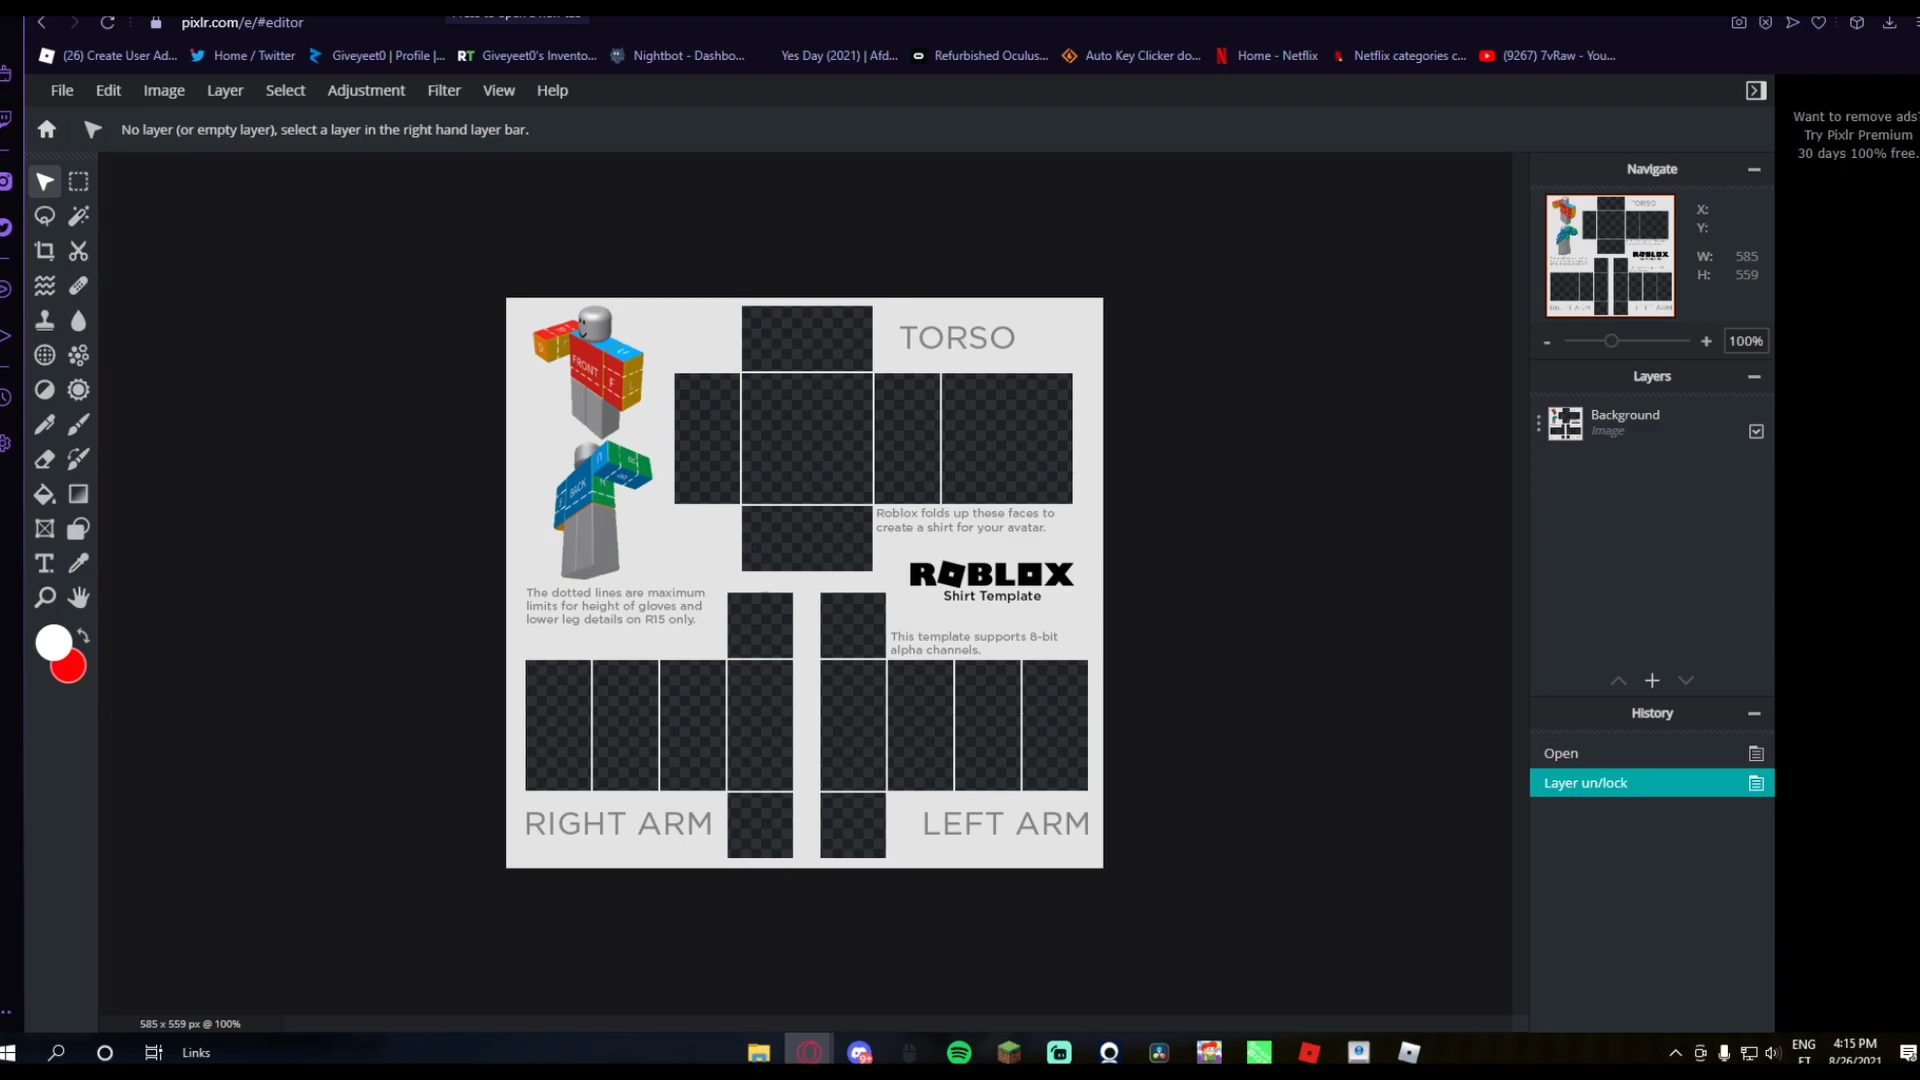 pixlr.com/e/#editor
(26) Create User Ad...
Home / Twitter
Giveyeet0 | Profile |...
RT Giveyeet0's Invento...
Nightbot - Dashbo...
Yes Day (2021) | Afd...
Refurbished Oculus...
Auto Key Clicker do...
Home - Netflix
Netflix categories c...
(9267) 7vRaw - You...
File Edit Image Layer Select Adjustment Filter View Help
No layer (or empty layer), select a layer in the right hand layer bar.
Want to remove ads?
Try Pixlr Premium
30 days 100% free.
Navigate
X:
Y:
W: 585
H: 559
- + 100%
Layers
Background
Image
History
Open
Layer un/lock
TORSO
FRONT
F
L
BACK
Roblox folds up these faces to
create a shirt for your avatar.
ROBLOX
Shirt Template
The dotted lines are maximum
limits for height of gloves and
lower leg details on R15 only.
This template supports 8-bit
alpha channels.
RIGHT ARM
LEFT ARM
585 x 559 px @ 100%
Links
ENG
4:15 PM
8/26/2021